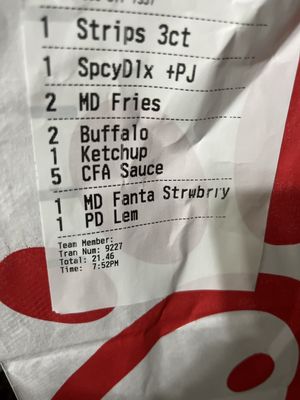 1 Strips 3ct
1 SpcyDlx +PJ
2 MD Fries
2 Buffalo
1 Ketchup
5 CFA Sauce
1 MD Fanta Strwbrry
1 PD Lem
Team Member:
Tran Num: 9227
Total: 21.46
Time: 7:52PM